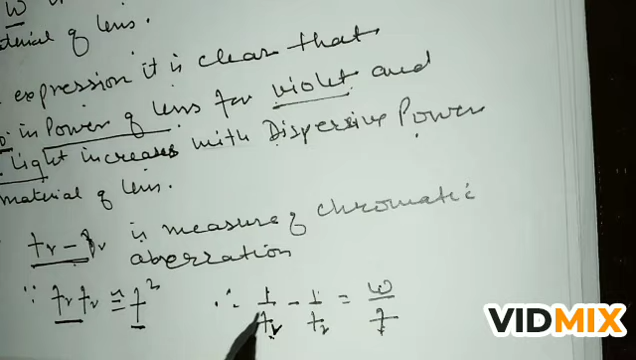 ω
material of lens.
expression it is clear that
in Power of lens for violet and
Light increases with Dispersive Power
material of lens.
fr - fv is measure of chromatic
aberration
∵ fr fv ≅ f² ∴ 1/fv - 1/fr = ω/f
VIDMIX